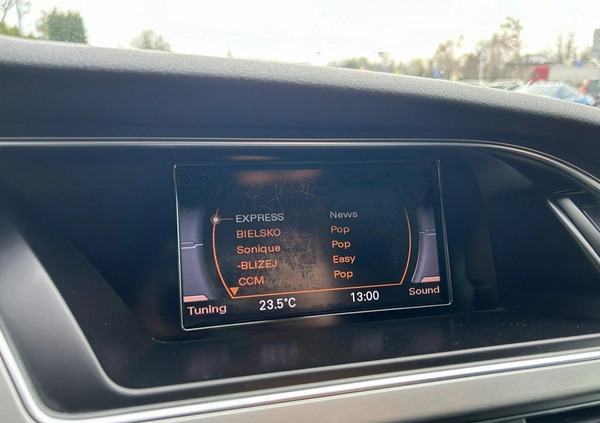 EXPRESS News
BIELSKO Pop
Sonique Pop
-BLIZEJ Easy
CCM Pop
Tuning 23.5°C 13:00 Sound